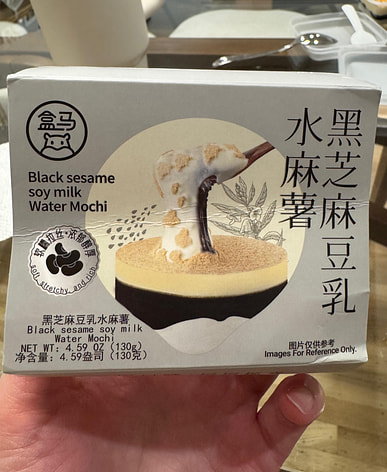 盒马
Black sesame
soy milk
Water Mochi
黑芝麻豆乳
水麻薯
软糯拉丝·浓郁醇厚
soft, stretchy, and rich
黑芝麻豆乳水麻薯
Black sesame soy milk
Water Mochi
NET WT: 4.59 OZ (130g)
净含量: 4.59盎司 (130克)
图片仅供参考
Images For Reference Only.